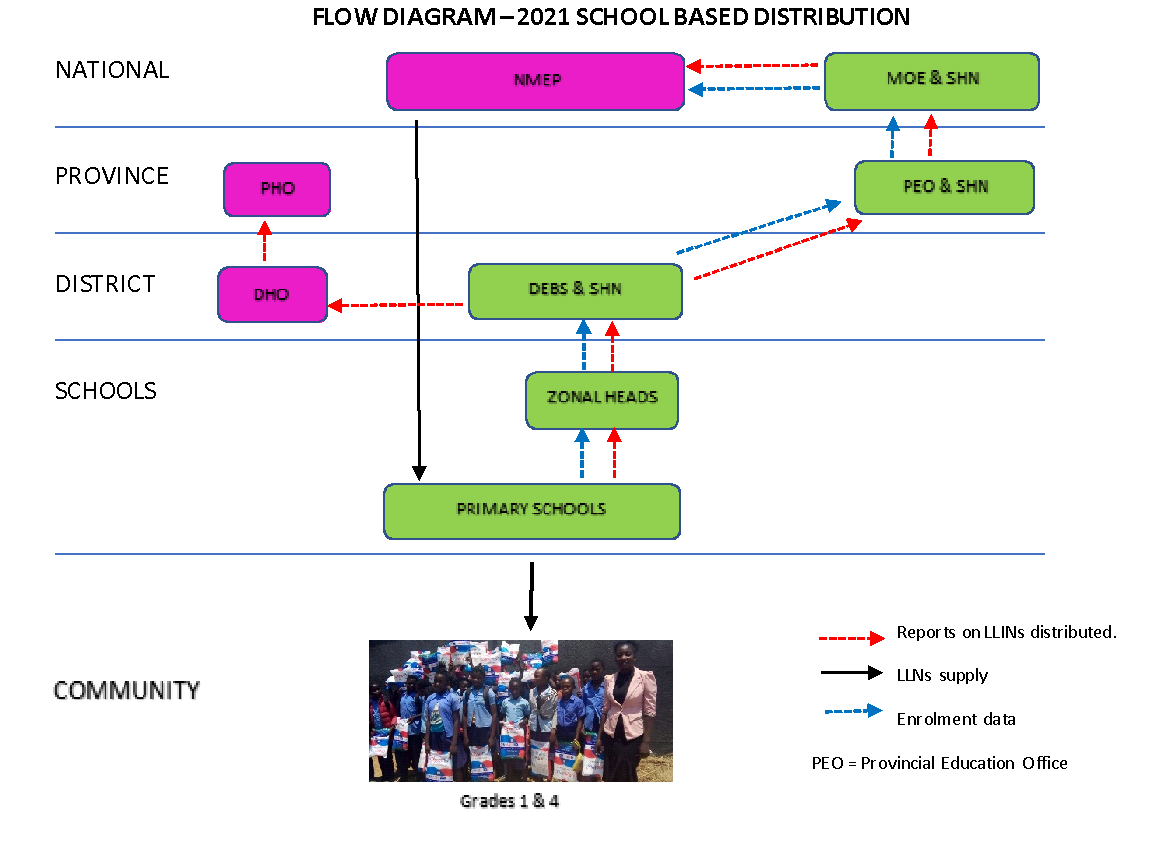 FLOW DIAGRAM – 2021 SCHOOL BASED DISTRIBUTION
NATIONAL
NMEP
MOE & SHN
PROVINCE
PHO
PEO & SHN
DISTRICT
DHO
DEBS & SHN
SCHOOLS
ZONAL HEADS
PRIMARY SCHOOLS
COMMUNITY
Reports on LLINs distributed.
LLNs supply
Enrolment data
PEO = Provincial Education Office
Grades 1 & 4